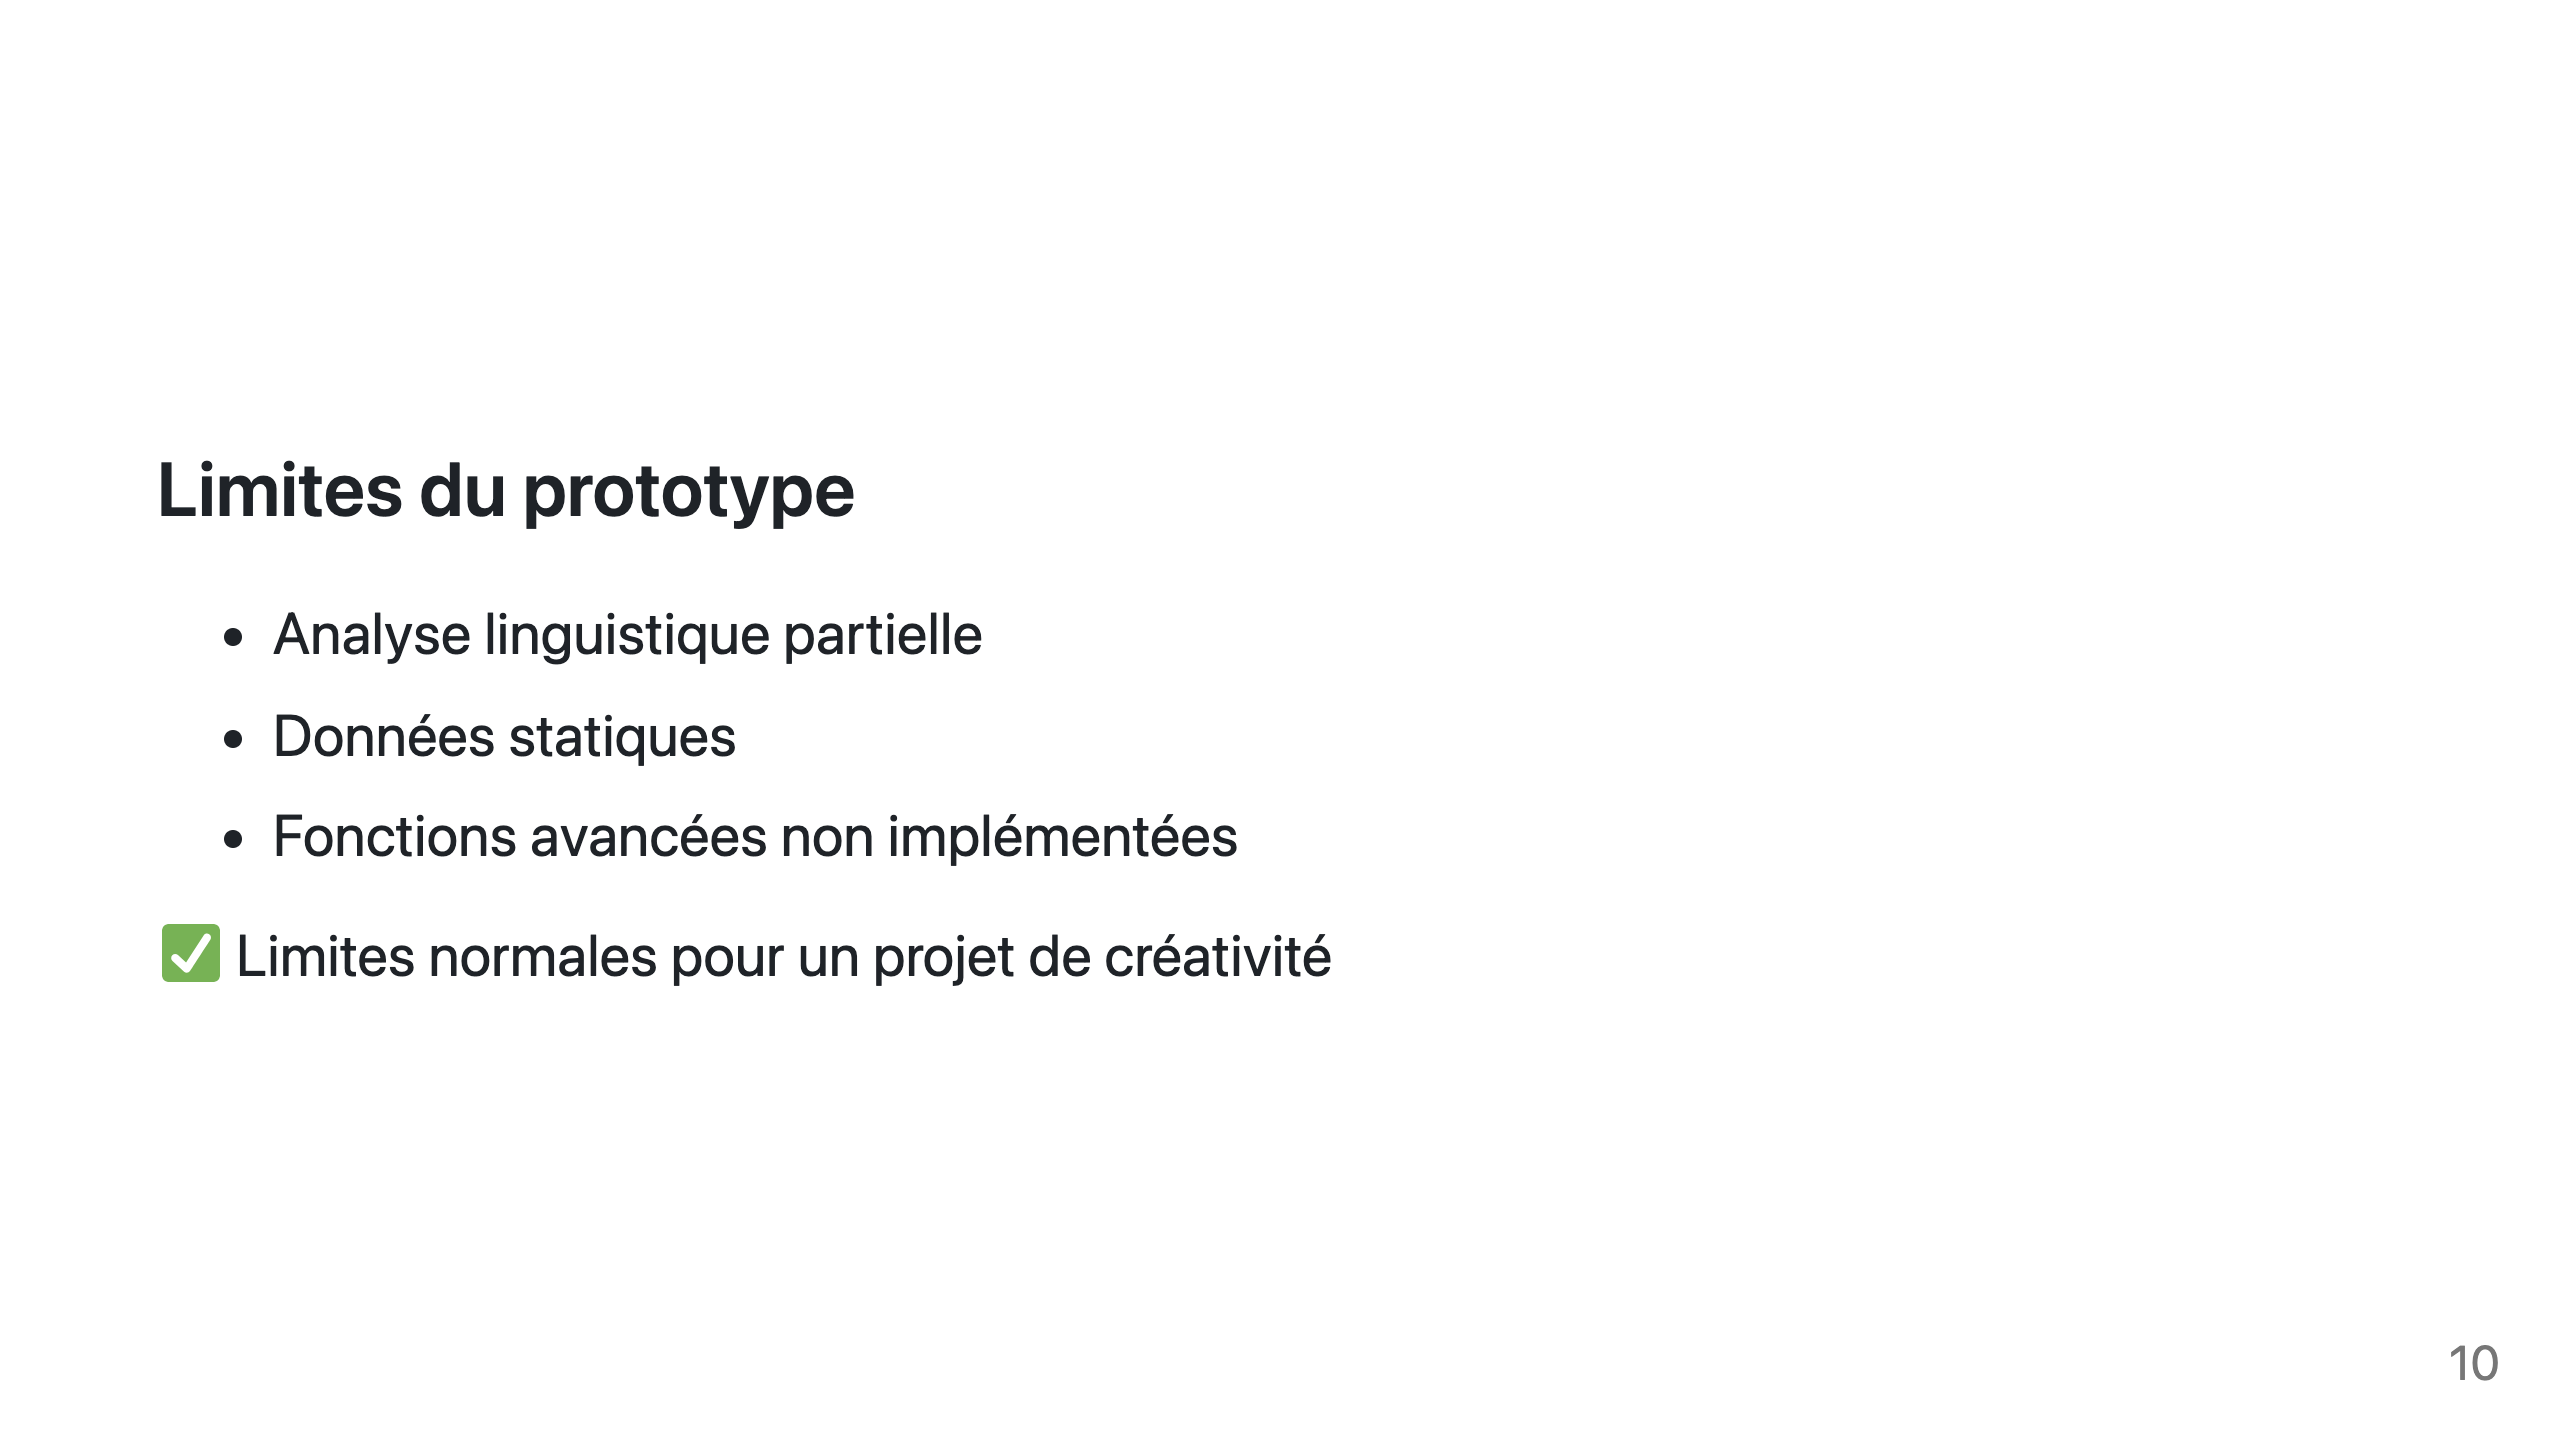 Limites du prototype
• Analyse linguistique partielle
• Données statiques
• Fonctions avancées non implémentées
✅ Limites normales pour un projet de créativité
10